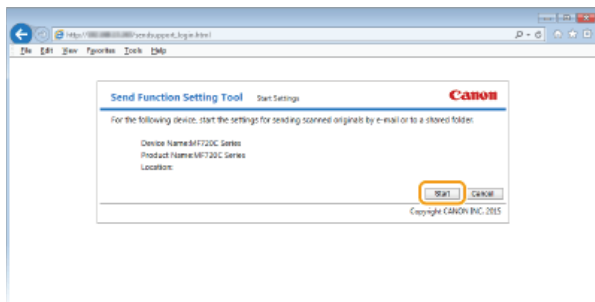 http:// /sendsupport_login.html
File Edit View Favorites Tools Help
Send Function Setting Tool Start Settings Canon
For the following device, start the settings for sending scanned originals by e-mail or to a shared folder.
Device Name:MF720C Series
Product Name:MF720C Series
Location:
Start Cancel
Copyright CANON INC. 2015